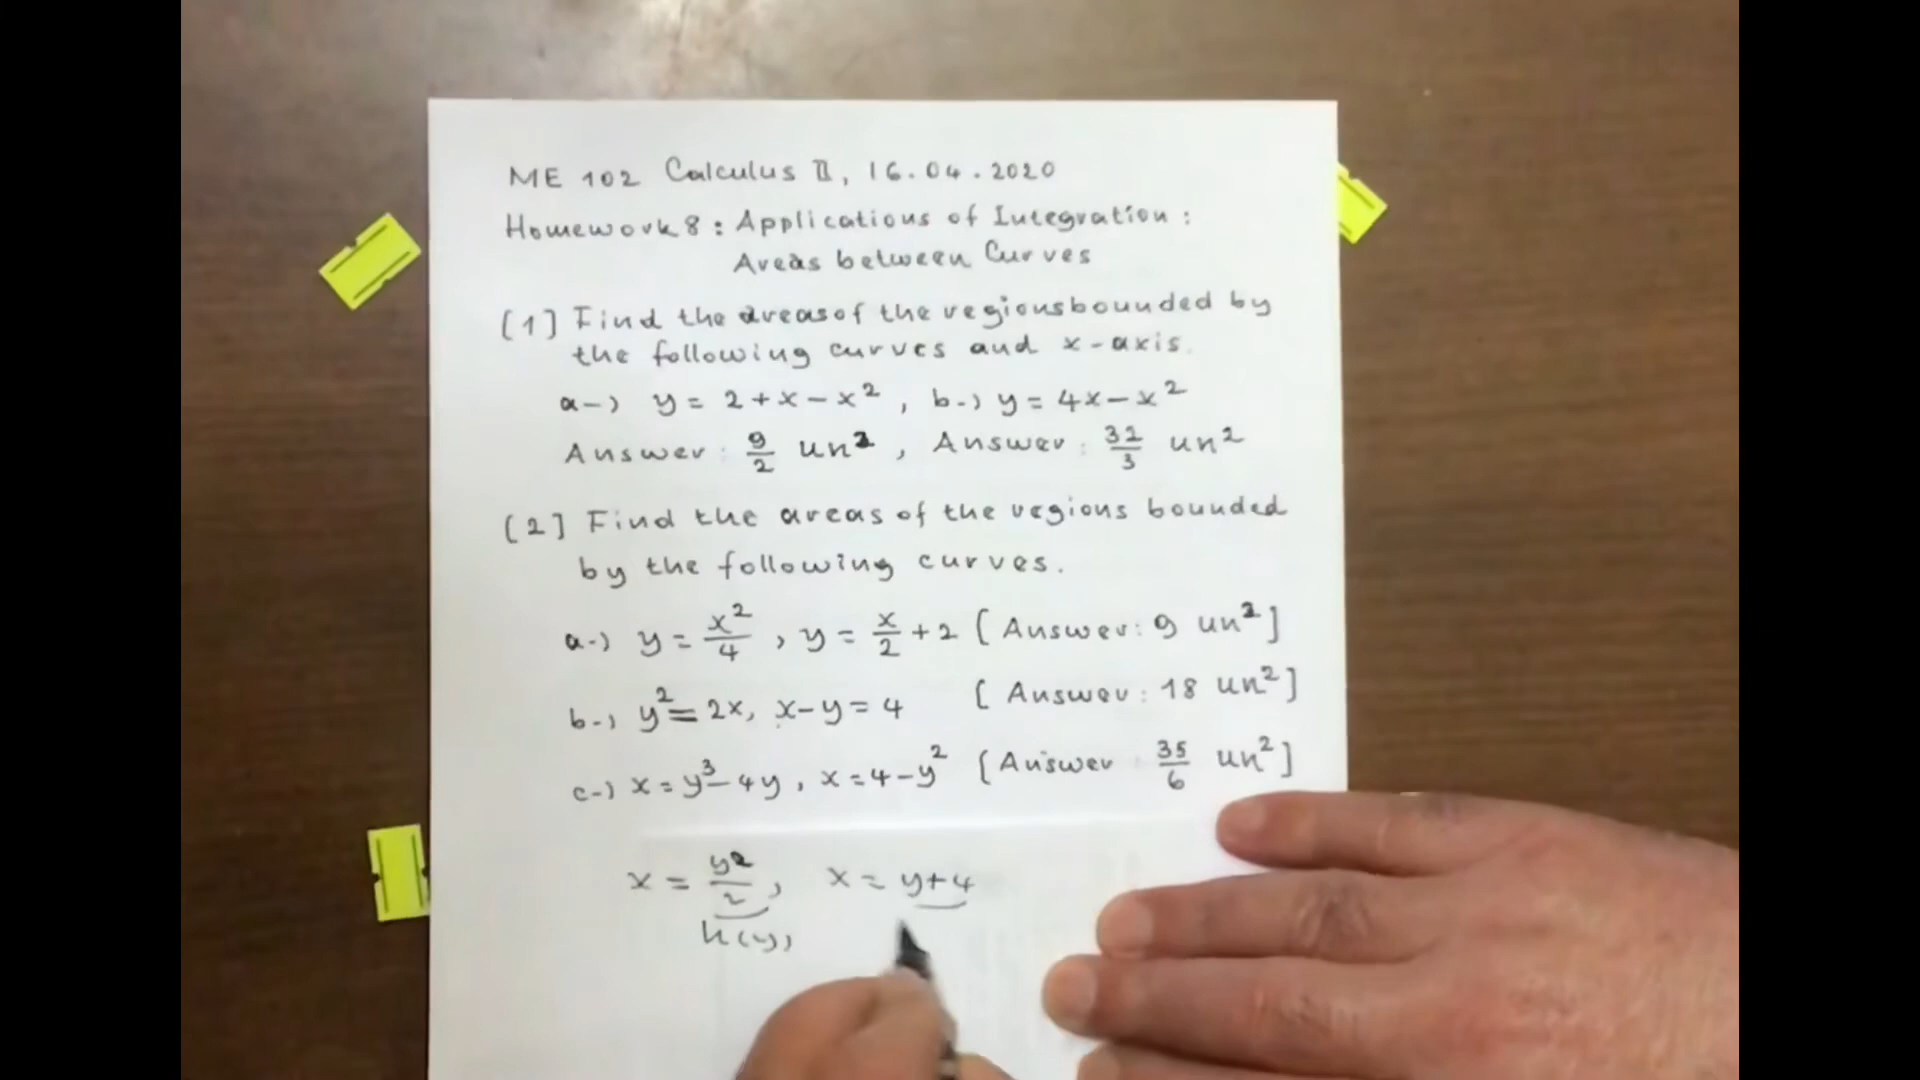 ME 102 Calculus II, 16.04.2020
Homework 8: Applications of Integration:
Areas between Curves
[1] Find the areas of the regions bounded by
the following curves and x-axis.
a-) y = 2 + x - x², b-) y = 4x - x²
Answer: 9/2 un², Answer: 32/3 un²
[2] Find the areas of the regions bounded
by the following curves.
a-) y = x²/4, y = x/2 + 2 [Answer: 9 un²]
b-) y² = 2x, x - y = 4 [Answer: 18 un²]
c-) x = y³ - 4y, x = 4 - y² [Answer : 35/6 un²]
x = y²/2, x = y + 4
h(y)